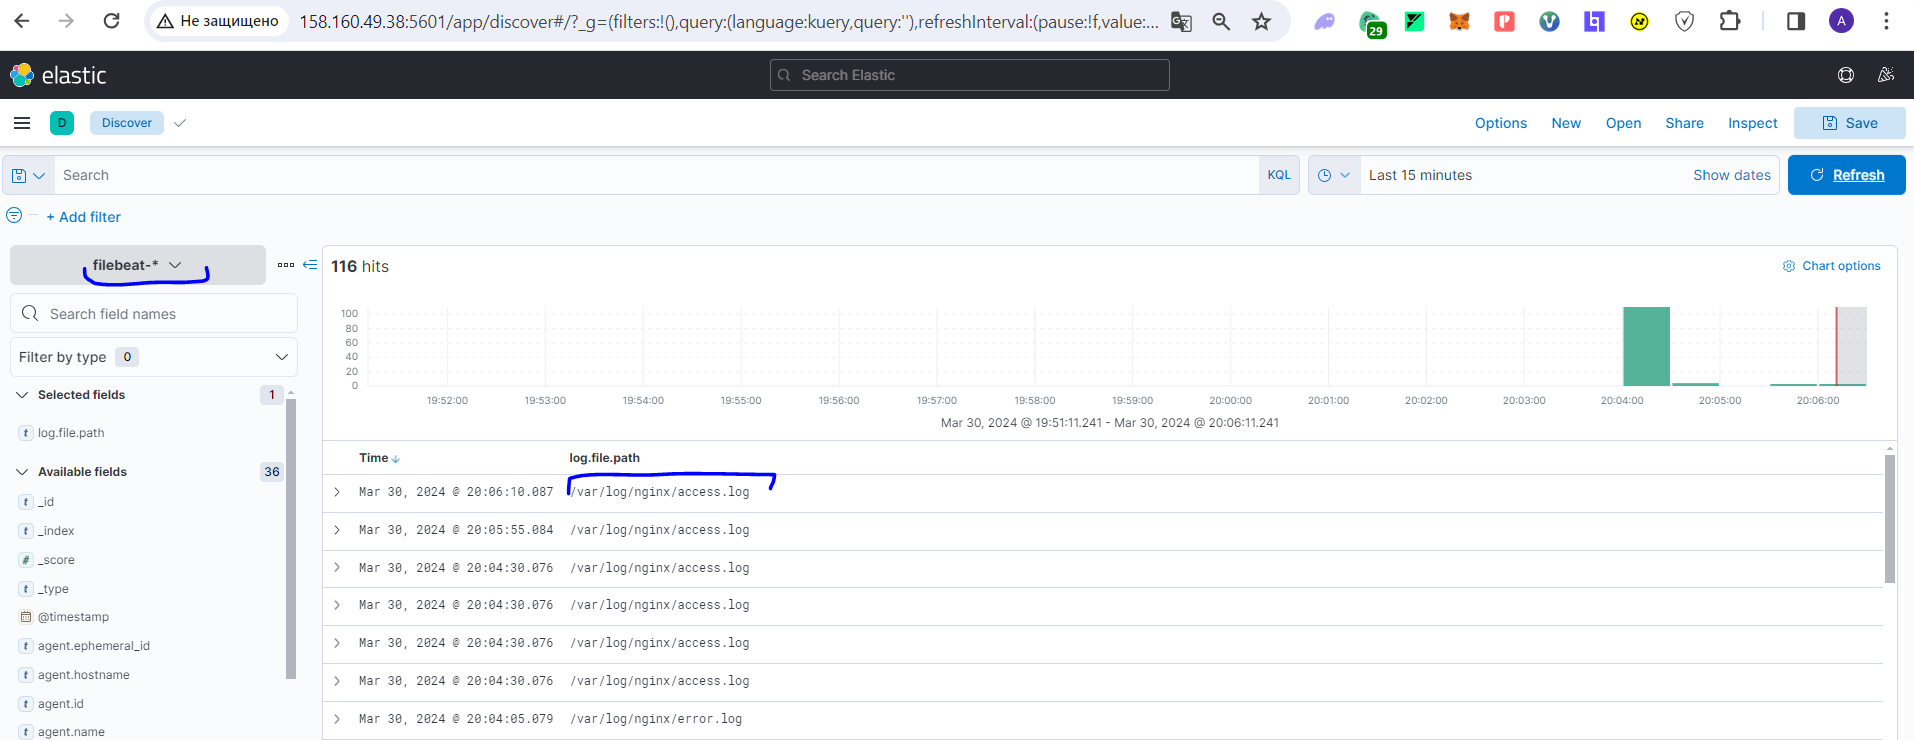 Не защищено
158.160.49.38:5601/app/discover#/?_g=(filters:!(),query:(language:kuery,query:''),refreshInterval:(pause:!f,value:...
29
A
elastic
Search Elastic
D
Discover
Options
New
Open
Share
Inspect
Save
Search
KQL
Last 15 minutes
Show dates
Refresh
+ Add filter
filebeat-*
116 hits
Chart options
Search field names
Filter by type 0
Selected fields 1
t log.file.path
Available fields 36
t _id
t _index
# _score
t _type
@timestamp
t agent.ephemeral_id
t agent.hostname
t agent.id
t agent.name
100
80
60
40
20
0
19:52:00 19:53:00 19:54:00 19:55:00 19:56:00 19:57:00 19:58:00 19:59:00 20:00:00 20:01:00 20:02:00 20:03:00 20:04:00 20:05:00 20:06:00
Mar 30, 2024 @ 19:51:11.241 - Mar 30, 2024 @ 20:06:11.241
Time log.file.path
Mar 30, 2024 @ 20:06:10.087 /var/log/nginx/access.log
Mar 30, 2024 @ 20:05:55.084 /var/log/nginx/access.log
Mar 30, 2024 @ 20:04:30.076 /var/log/nginx/access.log
Mar 30, 2024 @ 20:04:30.076 /var/log/nginx/access.log
Mar 30, 2024 @ 20:04:30.076 /var/log/nginx/access.log
Mar 30, 2024 @ 20:04:30.076 /var/log/nginx/access.log
Mar 30, 2024 @ 20:04:05.079 /var/log/nginx/error.log